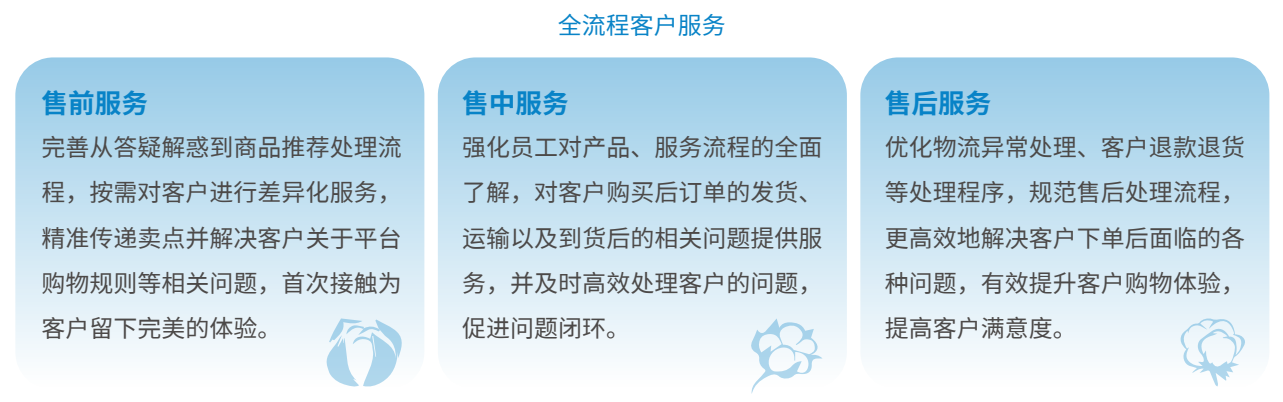 全流程客户服务
售前服务
完善从答疑解惑到商品推荐处理流
程，按需对客户进行差异化服务，
精准传递卖点并解决客户关于平台
购物规则等相关问题，首次接触为
客户留下完美的体验。
售中服务
强化员工对产品、服务流程的全面
了解，对客户购买后订单的发货、
运输以及到货后的相关问题提供服
务，并及时高效处理客户的问题，
促进问题闭环。
售后服务
优化物流异常处理、客户退款退货
等处理程序，规范售后处理流程，
更高效地解决客户下单后面临的各
种问题，有效提升客户购物体验，
提高客户满意度。